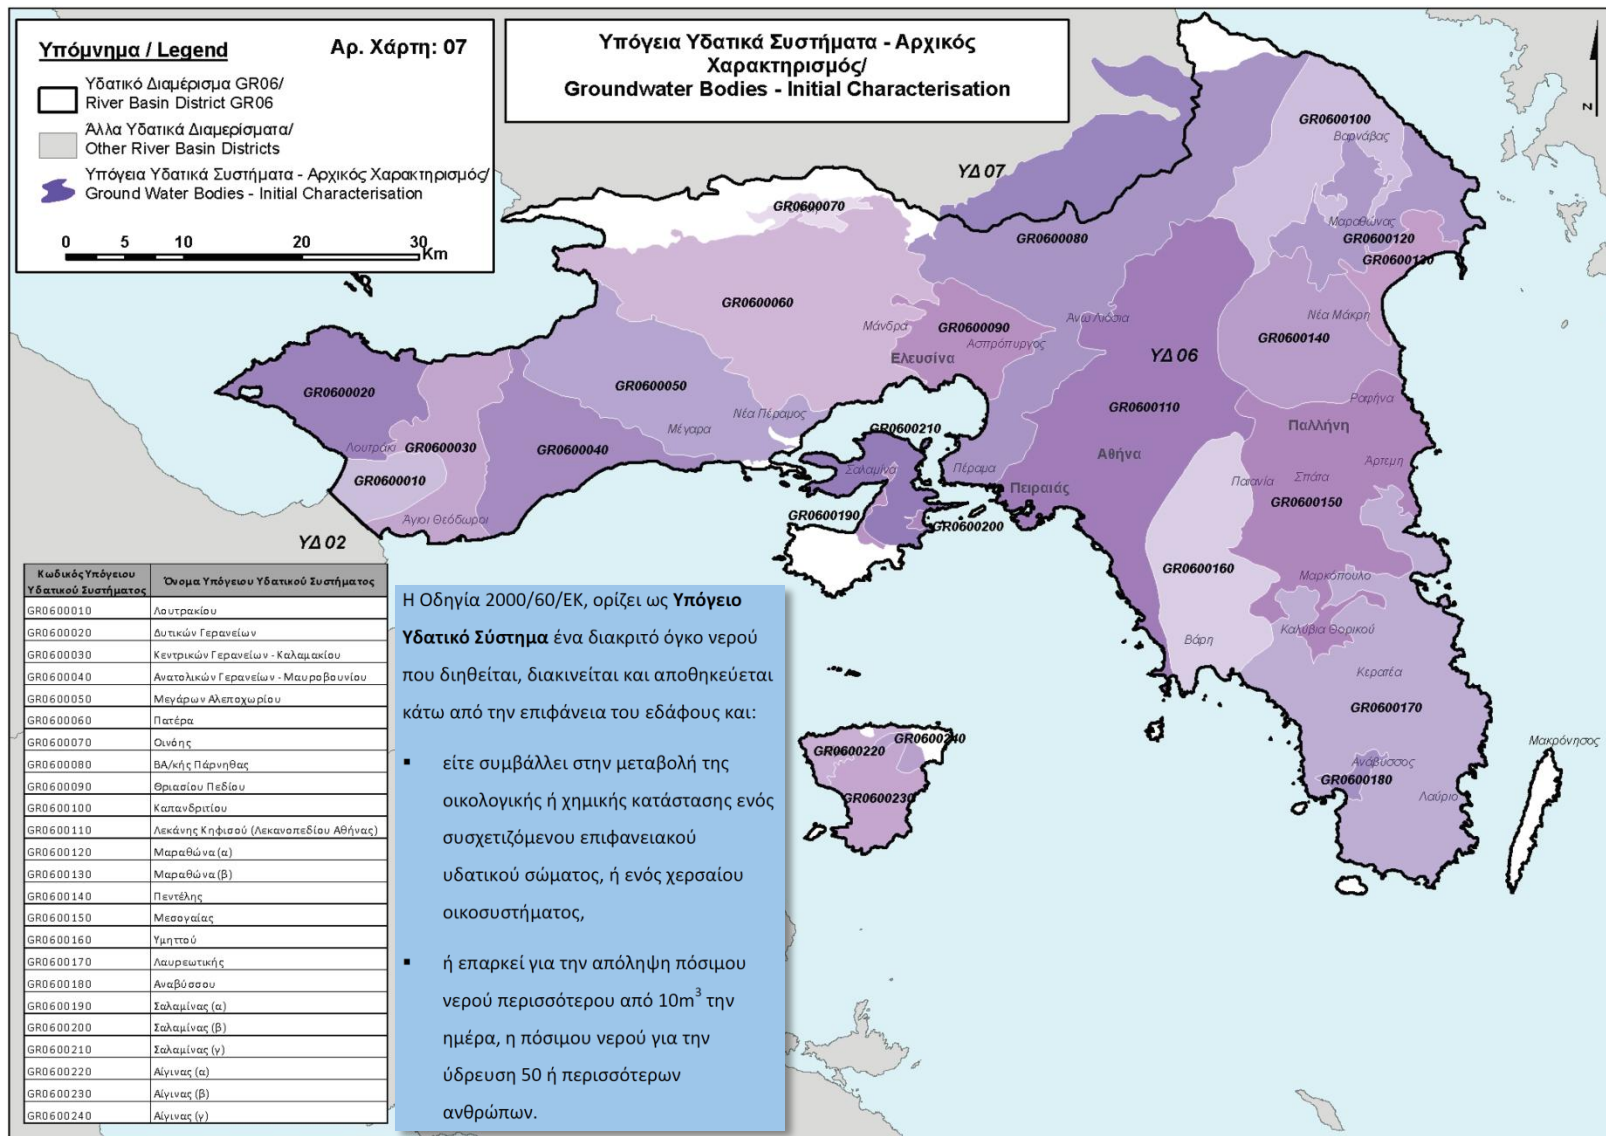 Υπόμνημα / Legend
Αρ. Χάρτη: 07
Υδατικό Διαμέρισμα GR06/
River Basin District GR06
Άλλα Υδατικά Διαμερίσματα/
Other River Basin Districts
Υπόγεια Υδατικά Συστήματα - Αρχικός Χαρακτηρισμός/
Ground Water Bodies - Initial Characterisation
0 5 10 20 30
Km
Υπόγεια Υδατικά Συστήματα - Αρχικός
Χαρακτηρισμός/
Groundwater Bodies - Initial Characterisation
N
ΥΔ 07
GR0600100
Βαρνάβας
GR0600070
GR0600080
Μαραθώνας
GR0600120
GR0600130
GR0600060
Μάνδρα
GR0600090
Ασπρόπυργος
Άνω Λιόσια
Νέα Μάκρη
GR0600140
Ελευσίνα
ΥΔ 06
GR0600020
GR0600050
Νέα Πέραμος
Μέγαρα
GR0600110
Ραφήνα
Παλλήνη
GR0600210
Λουτράκι
GR0600030
GR0600040
Αθήνα
Άρτεμη
GR0600010
Σαλαμίνα
Πέραμα
Πειραιάς
Παιανία
Σπάτα
GR0600150
Άγιοι Θεόδωροι
GR0600190
GR0600200
ΥΔ 02
GR0600160
Μαρκόπουλο
Καλύβια Θορικού
Βάρη
Κερατέα
GR0600170
GR0600220
GR0600240
Μακρόνησος
Αναβύσσος
GR0600180
GR0600230
Λαύριο
Κωδικός Υπόγειου Υδατικού Συστήματος Όνομα Υπόγειου Υδατικού Συστήματος
GR0600010 Λουτρακίου
GR0600020 Δυτικών Γερανείων
GR0600030 Κεντρικών Γερανείων - Καλαμακίου
GR0600040 Ανατολικών Γερανείων - Μαυροβουνίου
GR0600050 Μεγάρων Αλεποχωρίου
GR0600060 Πατέρα
GR0600070 Οινόης
GR0600080 ΒΑ/κής Πάρνηθας
GR0600090 Θριασίου Πεδίου
GR0600100 Καπανδριτίου
GR0600110 Λεκάνης Κηφισού (Λεκανοπεδίου Αθήνας)
GR0600120 Μαραθώνα (α)
GR0600130 Μαραθώνα (β)
GR0600140 Πεντέλης
GR0600150 Μεσογαίας
GR0600160 Υμηττού
GR0600170 Λαυρεωτικής
GR0600180 Αναβύσσου
GR0600190 Σαλαμίνας (α)
GR0600200 Σαλαμίνας (β)
GR0600210 Σαλαμίνας (γ)
GR0600220 Αίγινας (α)
GR0600230 Αίγινας (β)
GR0600240 Αίγινας (γ)
Η Οδηγία 2000/60/ΕΚ, ορίζει ως Υπόγειο
Υδατικό Σύστημα ένα διακριτό όγκο νερού
που διηθείται, διακινείται και αποθηκεύεται
κάτω από την επιφάνεια του εδάφους και:
▪ είτε συμβάλλει στην μεταβολή της
οικολογικής ή χημικής κατάστασης ενός
συσχετιζόμενου επιφανειακού
υδατικού σώματος, ή ενός χερσαίου
οικοσυστήματος,
▪ ή επαρκεί για την απόληψη πόσιμου
νερού περισσότερου από 10m³ την
ημέρα, η πόσιμου νερού για την
ύδρευση 50 ή περισσότερων
ανθρώπων.